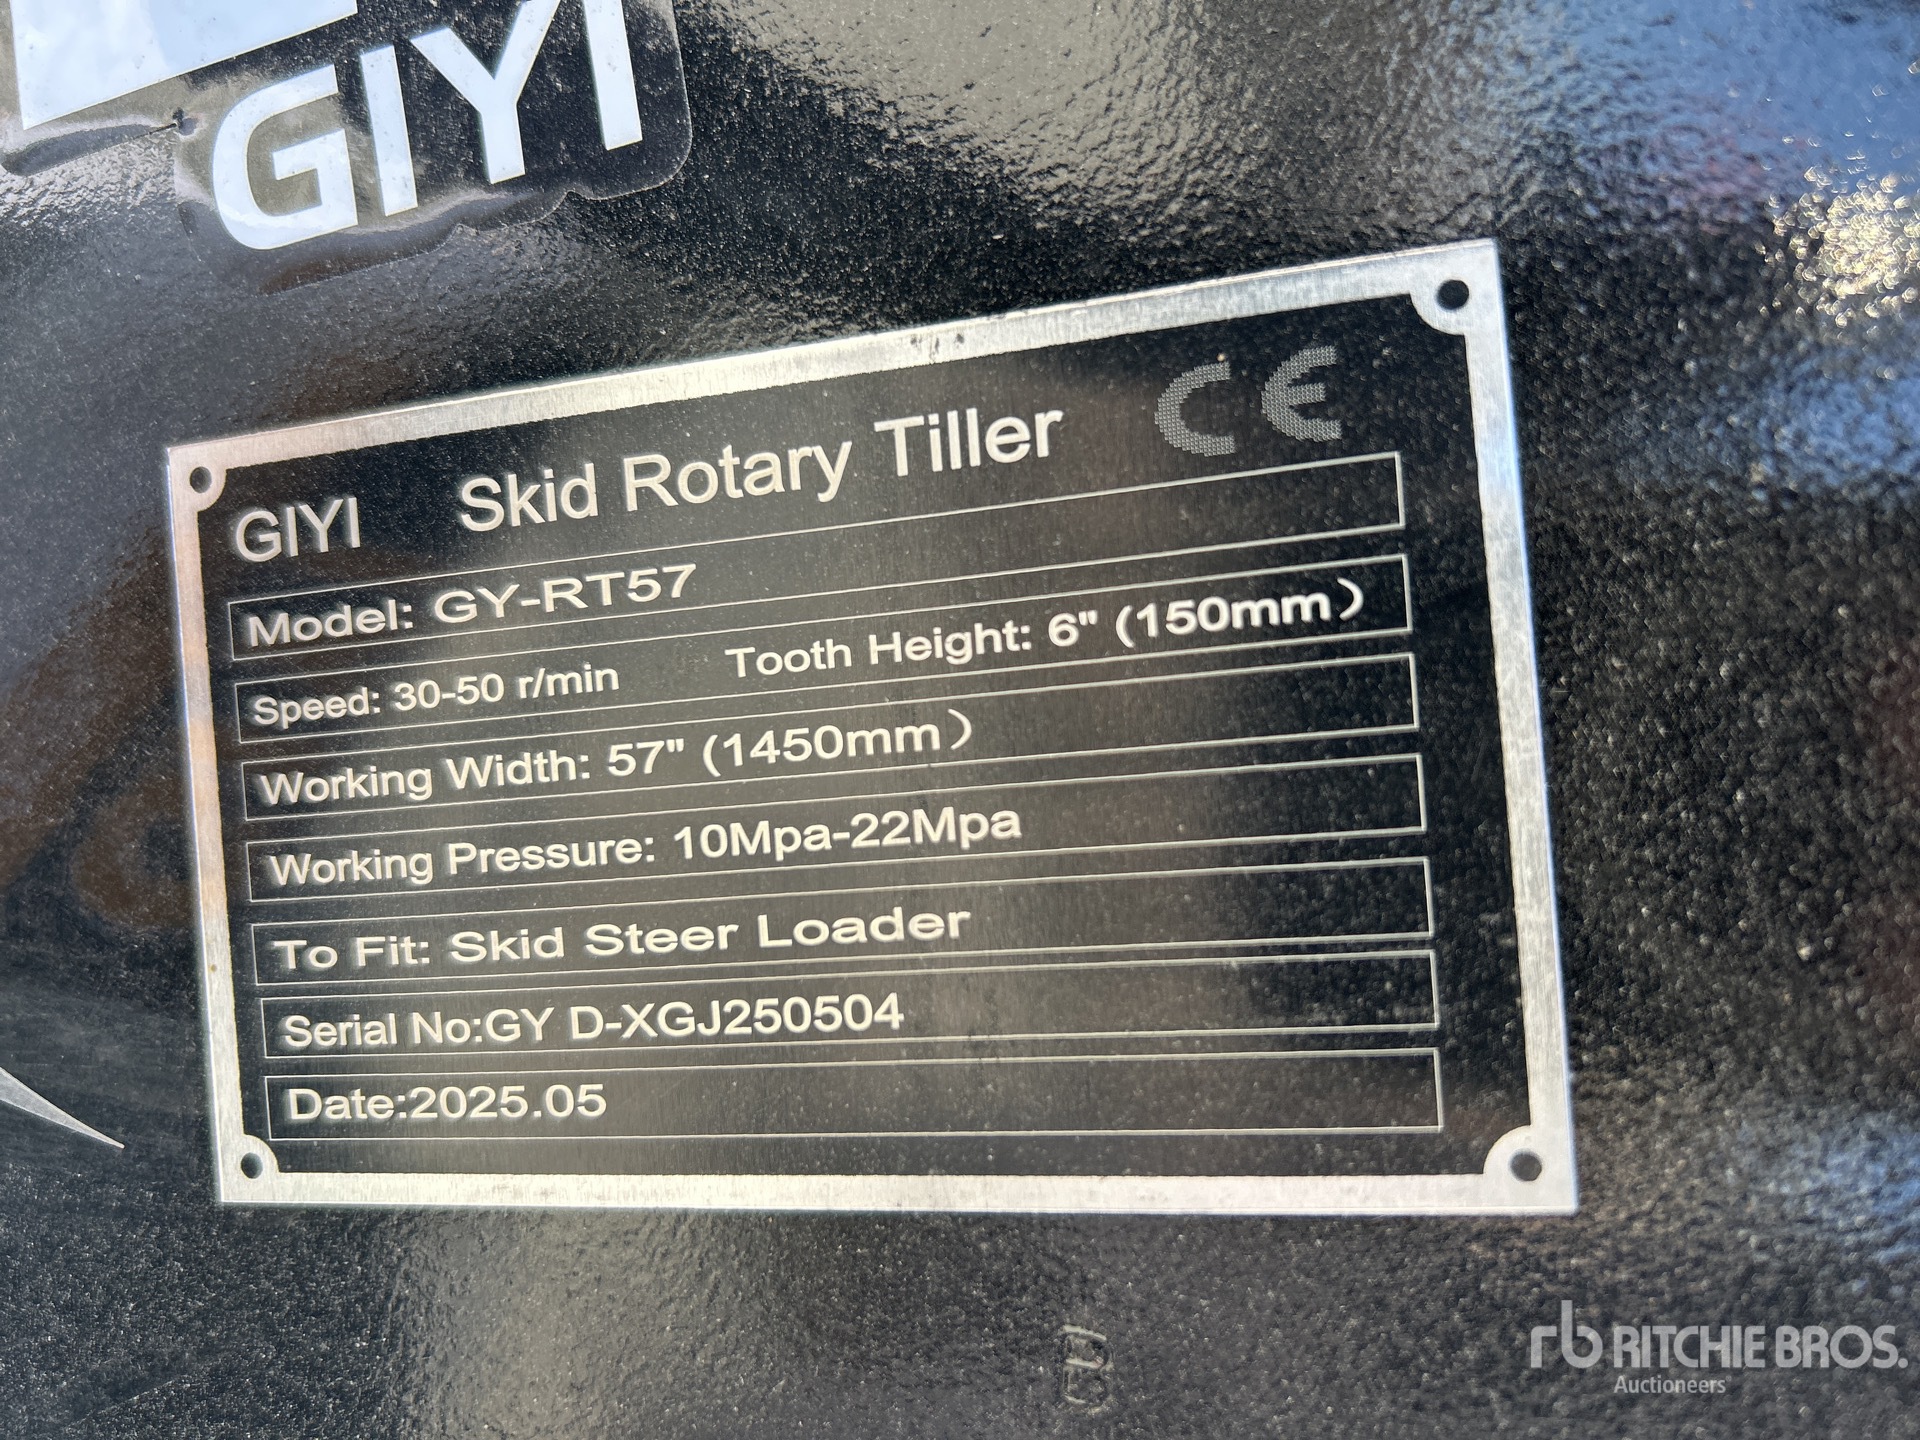 GIYI
GIYI Skid Rotary Tiller CE
Model: GY-RT57
Speed: 30-50 r/min Tooth Height: 6" (150mm)
Working Width: 57" (1450mm)
Working Pressure: 10Mpa-22Mpa
To Fit: Skid Steer Loader
Serial No:GY D-XGJ250504
Date:2025.05
rb RITCHIE BROS.
Auctioneers